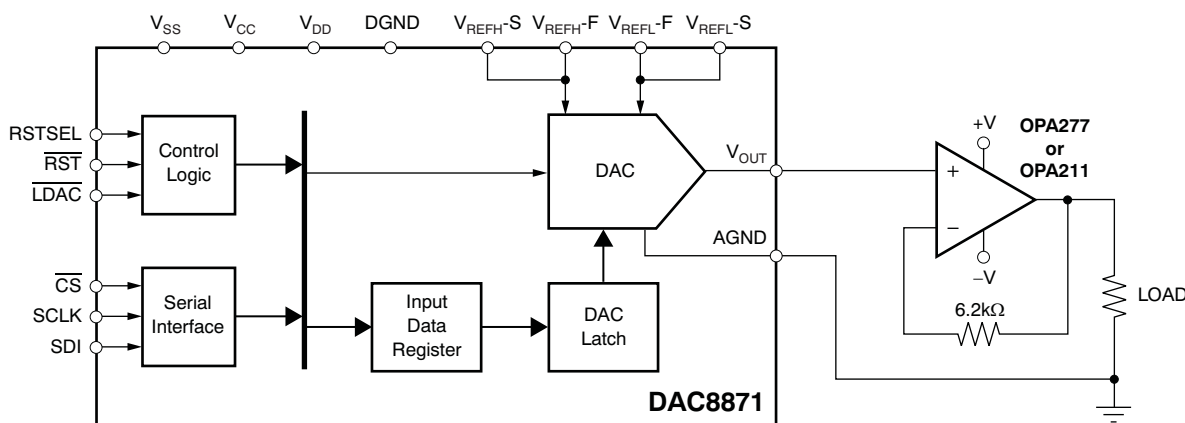 VSS VCC VDD DGND VREFH-S VREFH-F VREFL-F VREFL-S
RSTSEL
RST
LDAC
Control
Logic
DAC
VOUT
AGND
+V
OPA277
or
OPA211
+
−
−V
6.2kΩ
LOAD
CS
SCLK
SDI
Serial
Interface
Input
Data
Register
DAC
Latch
DAC8871